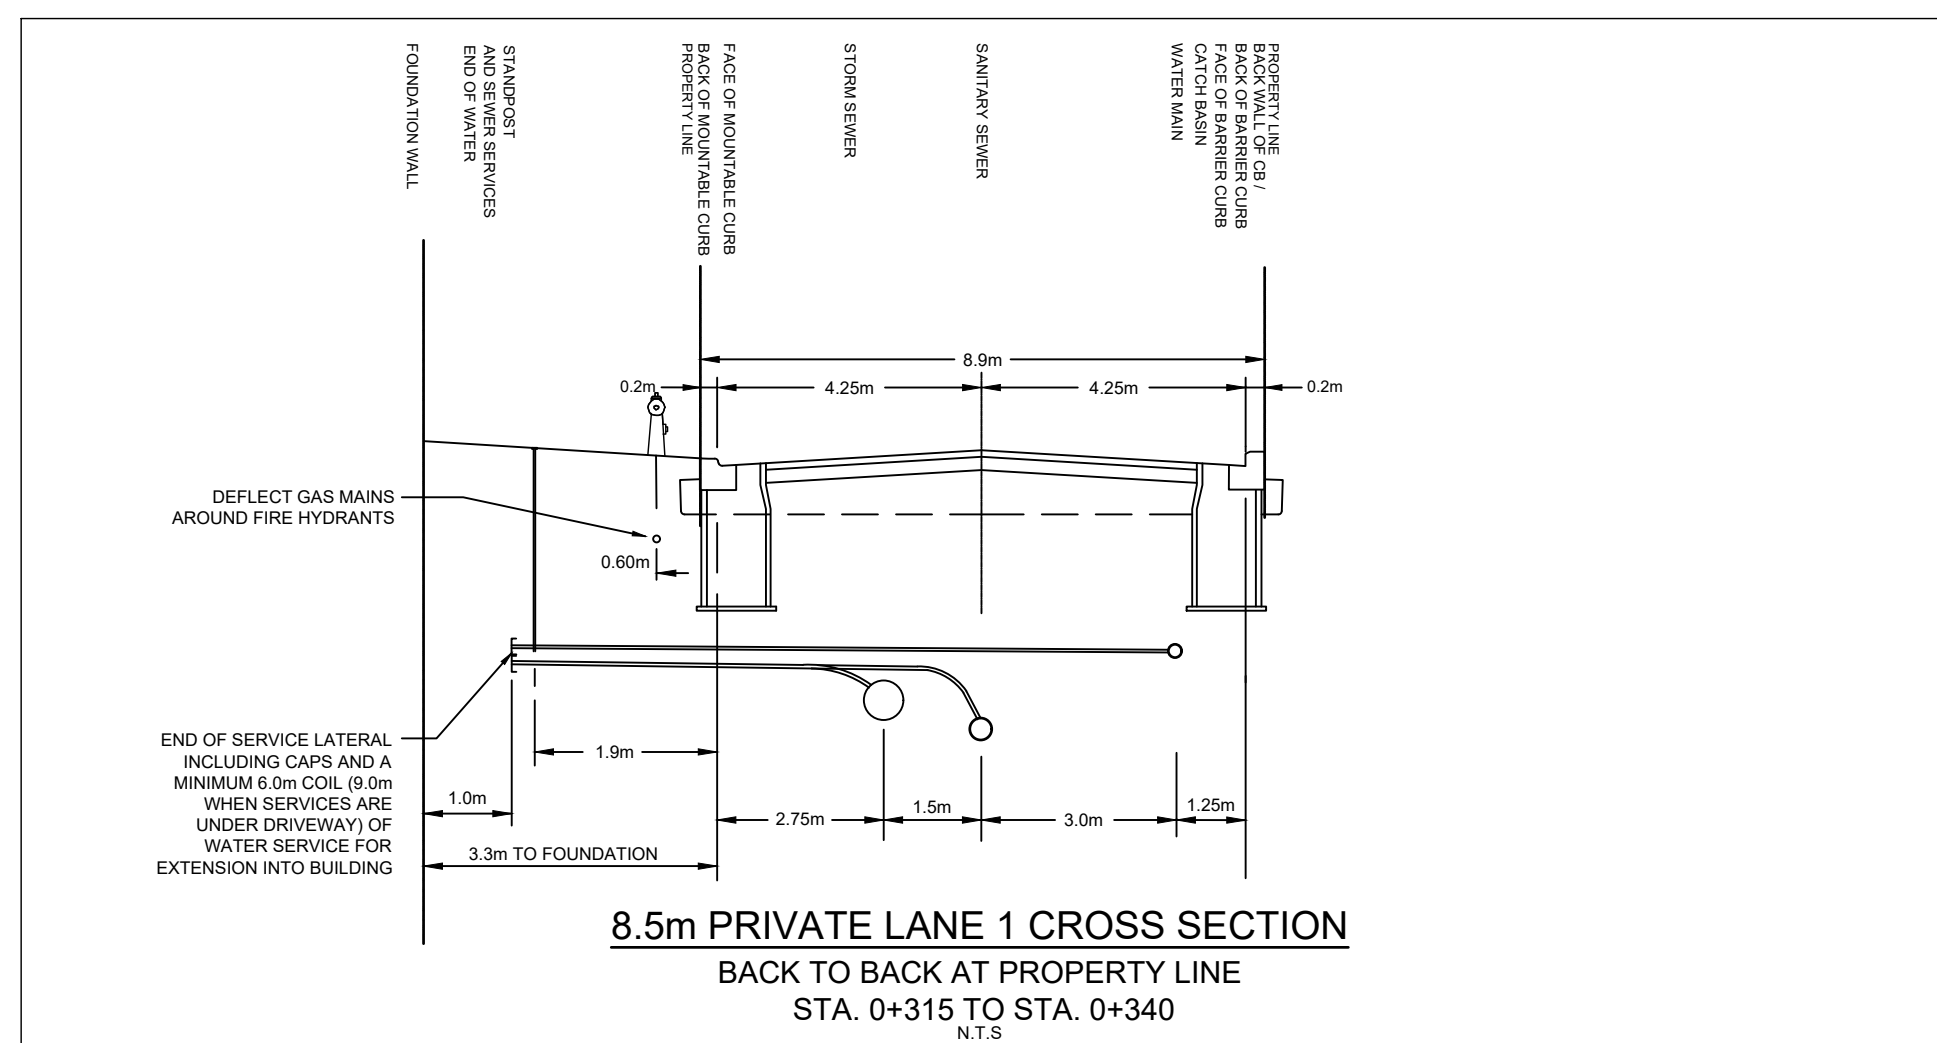 FOUNDATION WALL
STANDPOST
AND SEWER SERVICES
END OF WATER
FACE OF MOUNTABLE CURB
BACK OF MOUNTABLE CURB
PROPERTY LINE
STORM SEWER
SANITARY SEWER
PROPERTY LINE
BACK WALL OF CB /
BACK OF BARRIER CURB
FACE OF BARRIER CURB
CATCH BASIN
WATER MAIN
8.9m
0.2m
4.25m
4.25m
0.2m
DEFLECT GAS MAINS
AROUND FIRE HYDRANTS
0.60m
END OF SERVICE LATERAL
INCLUDING CAPS AND A
MINIMUM 6.0m COIL (9.0m
WHEN SERVICES ARE
UNDER DRIVEWAY) OF
WATER SERVICE FOR
EXTENSION INTO BUILDING
1.9m
1.0m
2.75m
1.5m
3.0m
1.25m
3.3m TO FOUNDATION
8.5m PRIVATE LANE 1 CROSS SECTION
BACK TO BACK AT PROPERTY LINE
STA. 0+315 TO STA. 0+340
N.T.S